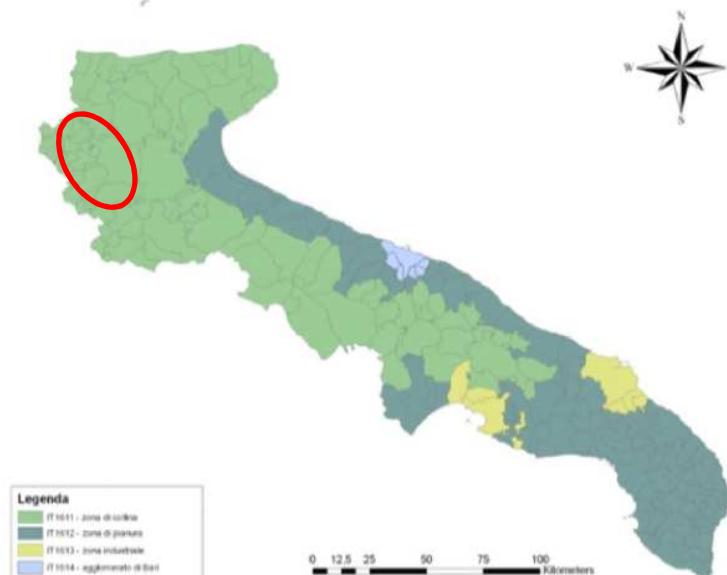 N
W
E
S
Legenda
IT1611 - zona di collina
IT1612 - zona di pianura
IT1613 - zona industriale
IT1614 - agglomerato di Bari
0 12,5 25 50 75 100
Kilometers